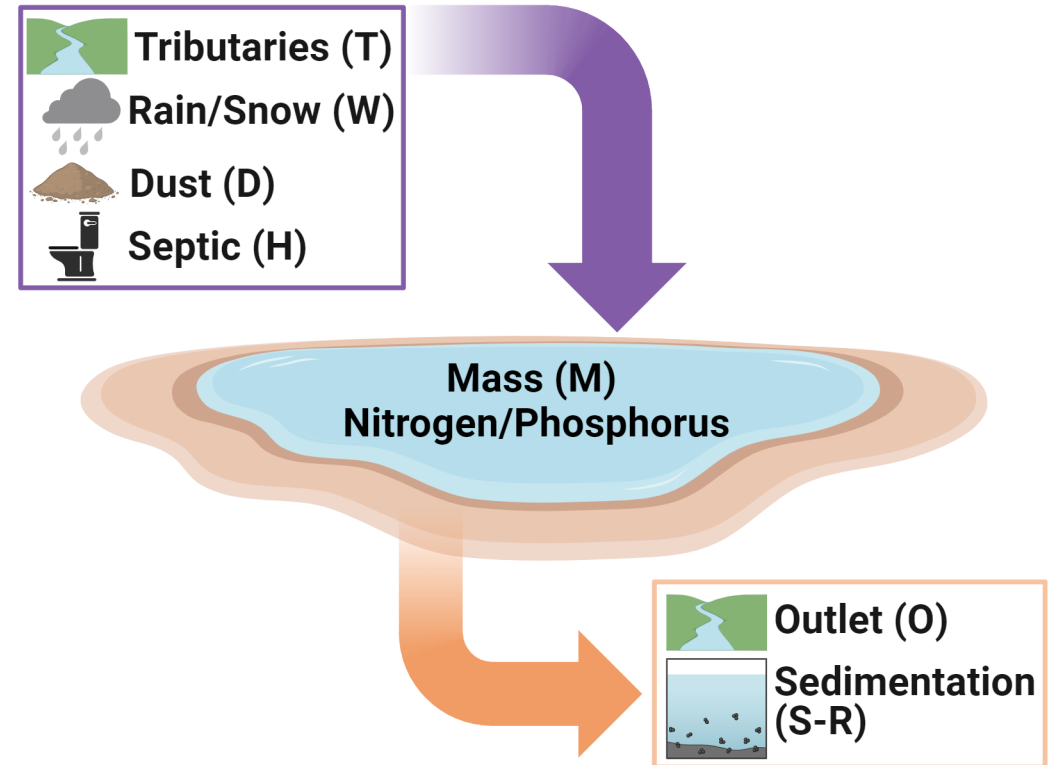 Tributaries (T)
Rain/Snow (W)
Dust (D)
Septic (H)
Mass (M)
Nitrogen/Phosphorus
Outlet (O)
Sedimentation
(S-R)